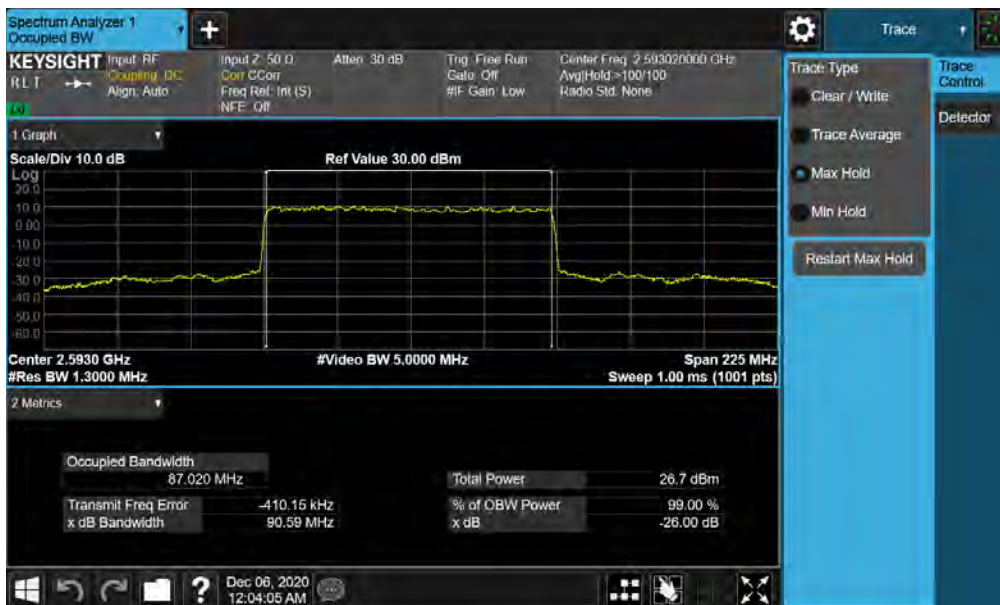 Spectrum Analyzer 1
Occupied BW
Trace
KEYSIGHT
RLT
Input: RF
Coupling: DC
Align: Auto
Input Z: 50 Ω
Corr CCorr
Freq Ref: Int (S)
NFE: Off
Atten: 30 dB
Trig: Free Run
Gate: Off
#IF Gain: Low
Center Freq: 2.593020000 GHz
Avg|Hold:>100/100
Radio Std: None
1 Graph
Scale/Div 10.0 dB
Ref Value 30.00 dBm
Log
20.0
10.0
0.00
-10.0
-20.0
-30.0
-40.0
-50.0
-60.0
Center 2.5930 GHz
#Video BW 5.0000 MHz
Span 225 MHz
#Res BW 1.3000 MHz
Sweep 1.00 ms (1001 pts)
2 Metrics
Occupied Bandwidth
87.020 MHz
Total Power 26.7 dBm
Transmit Freq Error -410.15 kHz
% of OBW Power 99.00 %
x dB Bandwidth 90.59 MHz
x dB -26.00 dB
Dec 06, 2020
12:04:05 AM
Trace Type
Clear / Write
Trace Average
Max Hold
Min Hold
Restart Max Hold
Trace
Control
Detector